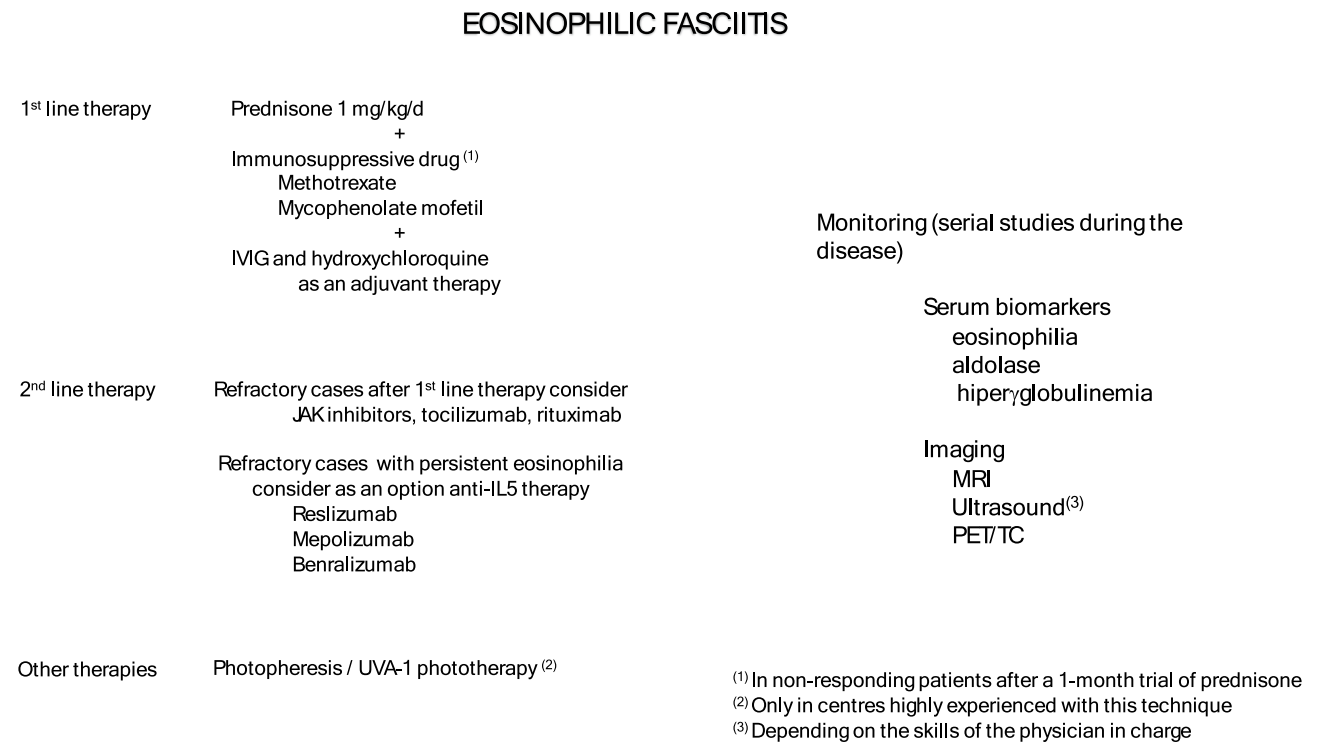 EOSINOPHILIC FASCIITIS
1st line therapy
Prednisone 1 mg/kg/d
+
Immunosuppressive drug (1)
Methotrexate
Mycophenolate mofetil
+
IVIG and hydroxychloroquine
as an adjuvant therapy
2nd line therapy
Refractory cases after 1st line therapy consider
JAK inhibitors, tocilizumab, rituximab
Refractory cases with persistent eosinophilia
consider as an option anti-IL5 therapy
Reslizumab
Mepolizumab
Benralizumab
Other therapies
Photopheresis / UVA-1 phototherapy (2)
Monitoring (serial studies during the
disease)
Serum biomarkers
eosinophilia
aldolase
hiperγglobulinemia
Imaging
MRI
Ultrasound(3)
PET/TC
(1) In non-responding patients after a 1-month trial of prednisone
(2) Only in centres highly experienced with this technique
(3) Depending on the skills of the physician in charge